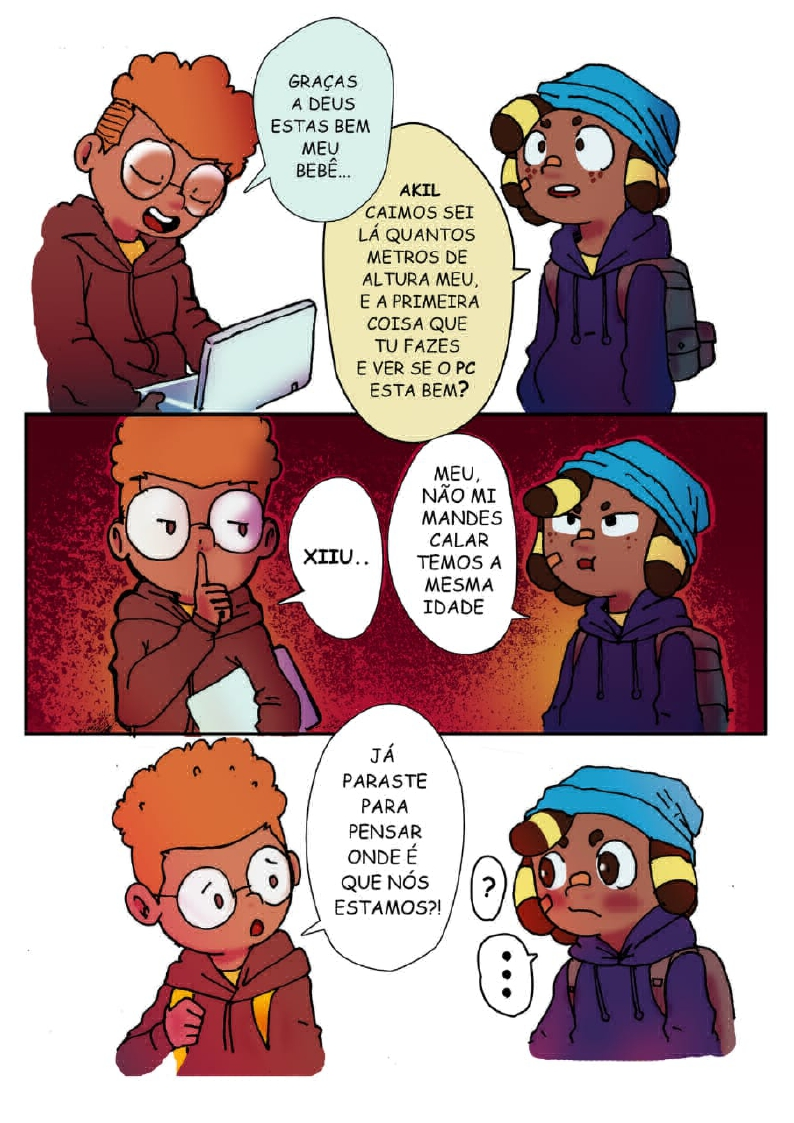 GRAÇAS
A DEUS
ESTAS BEM
MEU
BEBÊ...
AKIL
CAIMOS SEI
LÁ QUANTOS
METROS DE
ALTURA MEU,
E A PRIMEIRA
COISA QUE
TU FAZES
E VER SE O PC
ESTA BEM?
XIIU..
MEU,
NÃO MI
MANDES
CALAR
TEMOS A
MESMA
IDADE
JÁ
PARASTE
PARA
PENSAR
ONDE É
QUE NÓS
ESTAMOS?!
?
...